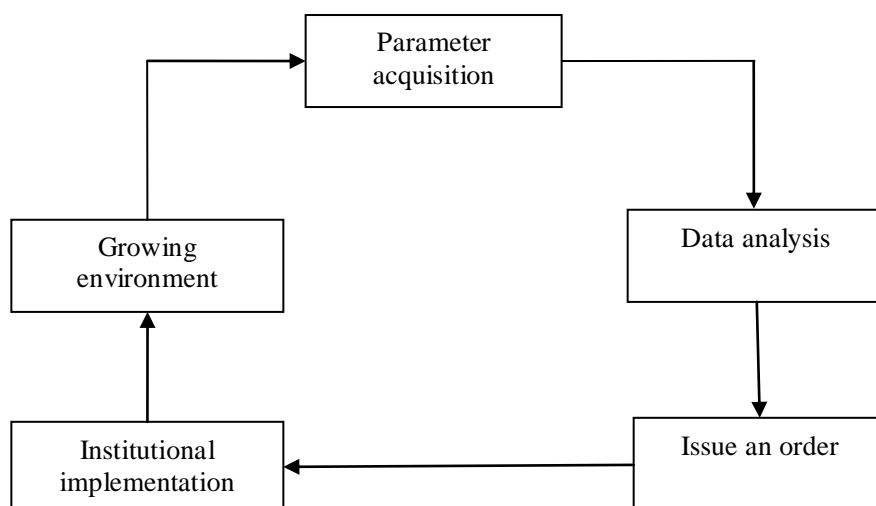 Parameter
acquisition
Growing
environment
Data analysis
Institutional
implementation
Issue an order